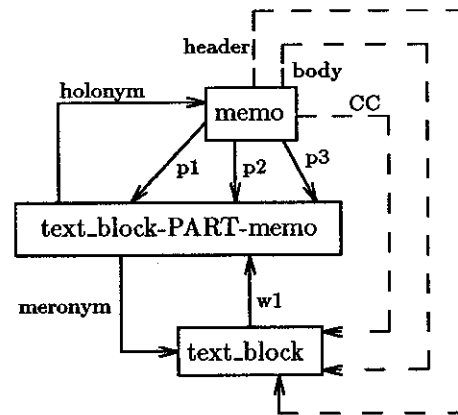 header
body
holonym
memo
CC
p1
p2
p3
text_block-PART-memo
meronym
w1
text_block